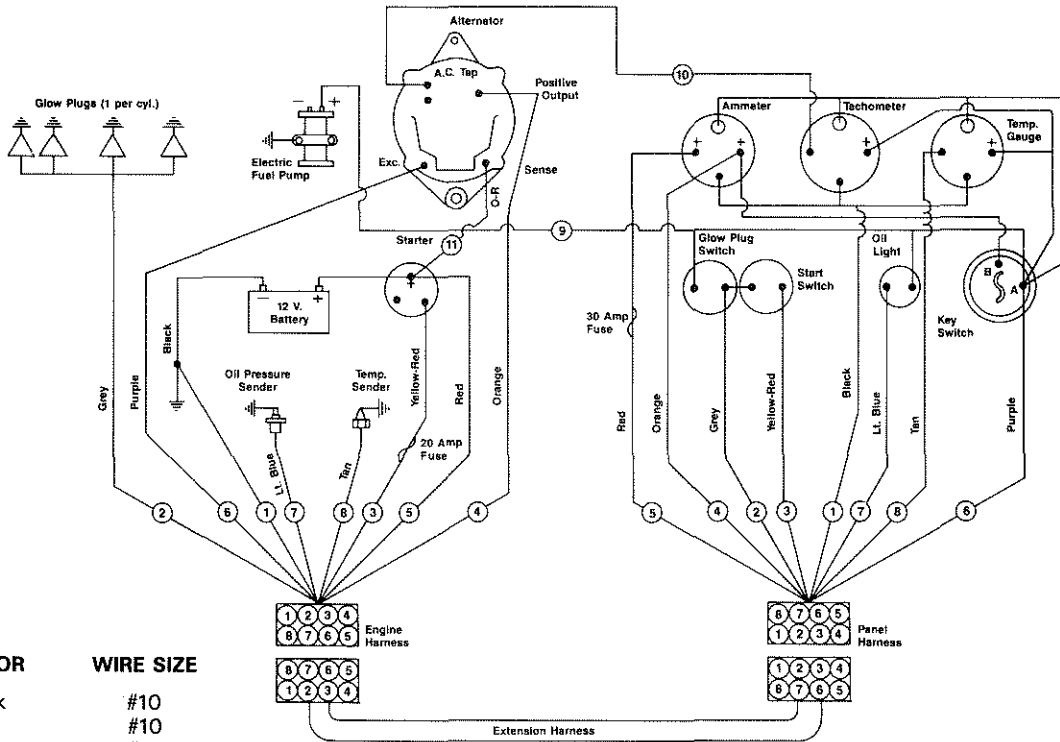 Alternator
A.C. Tap
Positive
Output
10
Glow Plugs (1 per cyl.)
− +
Electric
Fuel Pump
Exc.
Sense
O-R
Ammeter
Tachometer
Temp.
Gauge
+ + + +
Starter
11
9
+
− +
12 V.
Battery
Glow Plug
Switch
Start
Switch
Oil
Light
B
A
Key
Switch
30 Amp
Fuse
Black
Oil Pressure
Sender
Temp.
Sender
Grey
Purple
Lt. Blue
Tan
Yellow-Red
20 Amp
Fuse
Red
Orange
Red
Orange
Grey
Yellow-Red
Black
Lt. Blue
Tan
Purple
2 6 1 7 8 3 5 4
5 4 2 3 1 7 8 6
1 2 3 4
8 7 6 5
Engine
Harness
8 7 6 5
1 2 3 4
Panel
Harness
8 7 6 5
1 2 3 4
1 2 3 4
8 7 6 5
Extension Harness
OR WIRE SIZE
k #10
#10